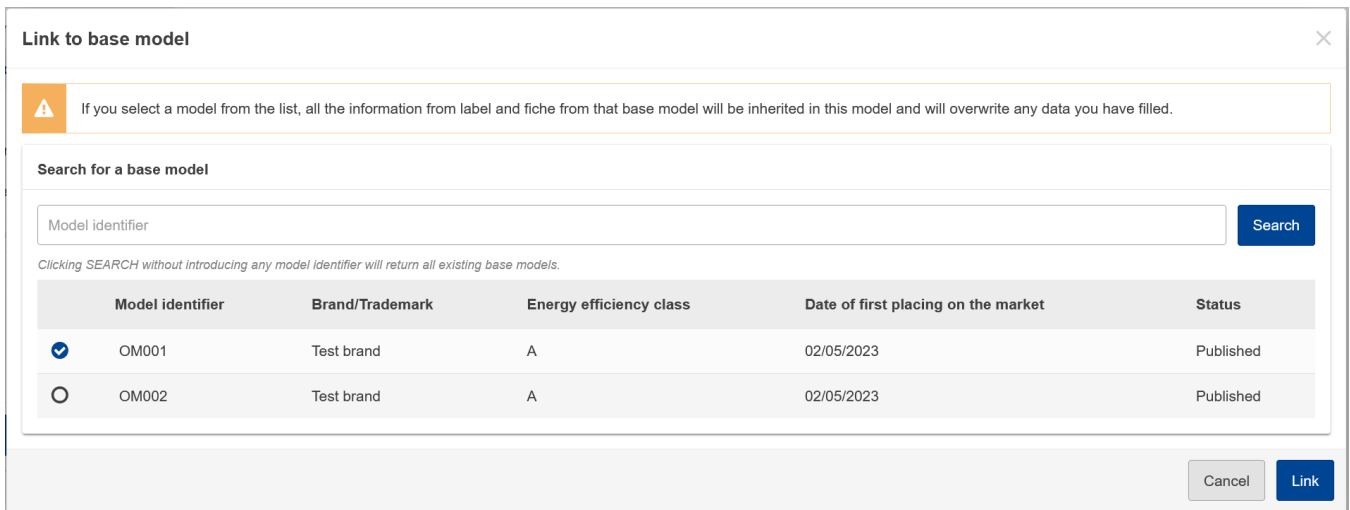 Link to base model
If you select a model from the list, all the information from label and fiche from that base model will be inherited in this model and will overwrite any data you have filled.
Search for a base model
Model identifier
Search
Clicking SEARCH without introducing any model identifier will return all existing base models.
Model identifier Brand/Trademark Energy efficiency class Date of first placing on the market Status
OM001 Test brand A 02/05/2023 Published
OM002 Test brand A 02/05/2023 Published
Cancel Link